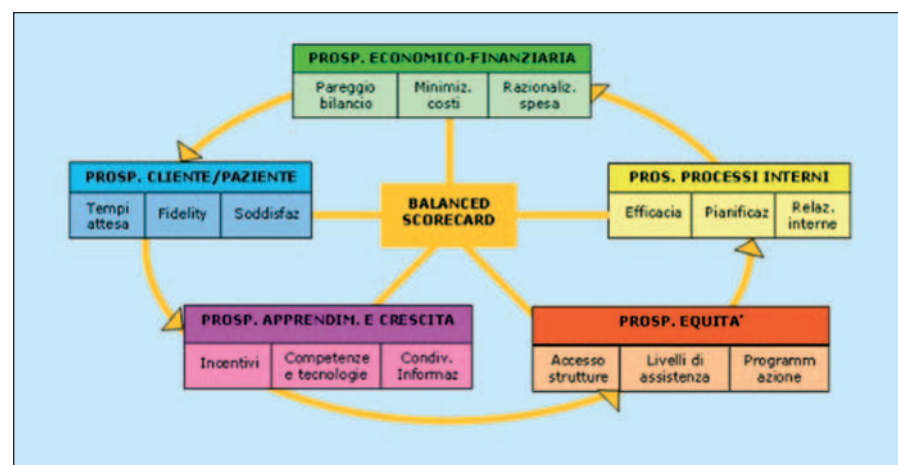 PROSP. ECONOMICO-FINANZIARIA
Pareggio
bilancio
Minimiz.
costi
Razionaliz.
spesa
PROSP. CLIENTE/PAZIENTE
Tempi
attesa
Fidelity
Soddisfaz
BALANCED
SCORECARD
PROS. PROCESSI INTERNI
Efficacia
Pianificaz
Relaz.
interne
PROSP. APPRENDIM. E CRESCITA
Incentivi
Competenze
e tecnologie
Condiv.
Informaz
PROSP. EQUITA'
Accesso
strutture
Livelli di
assistenza
Programm
azione